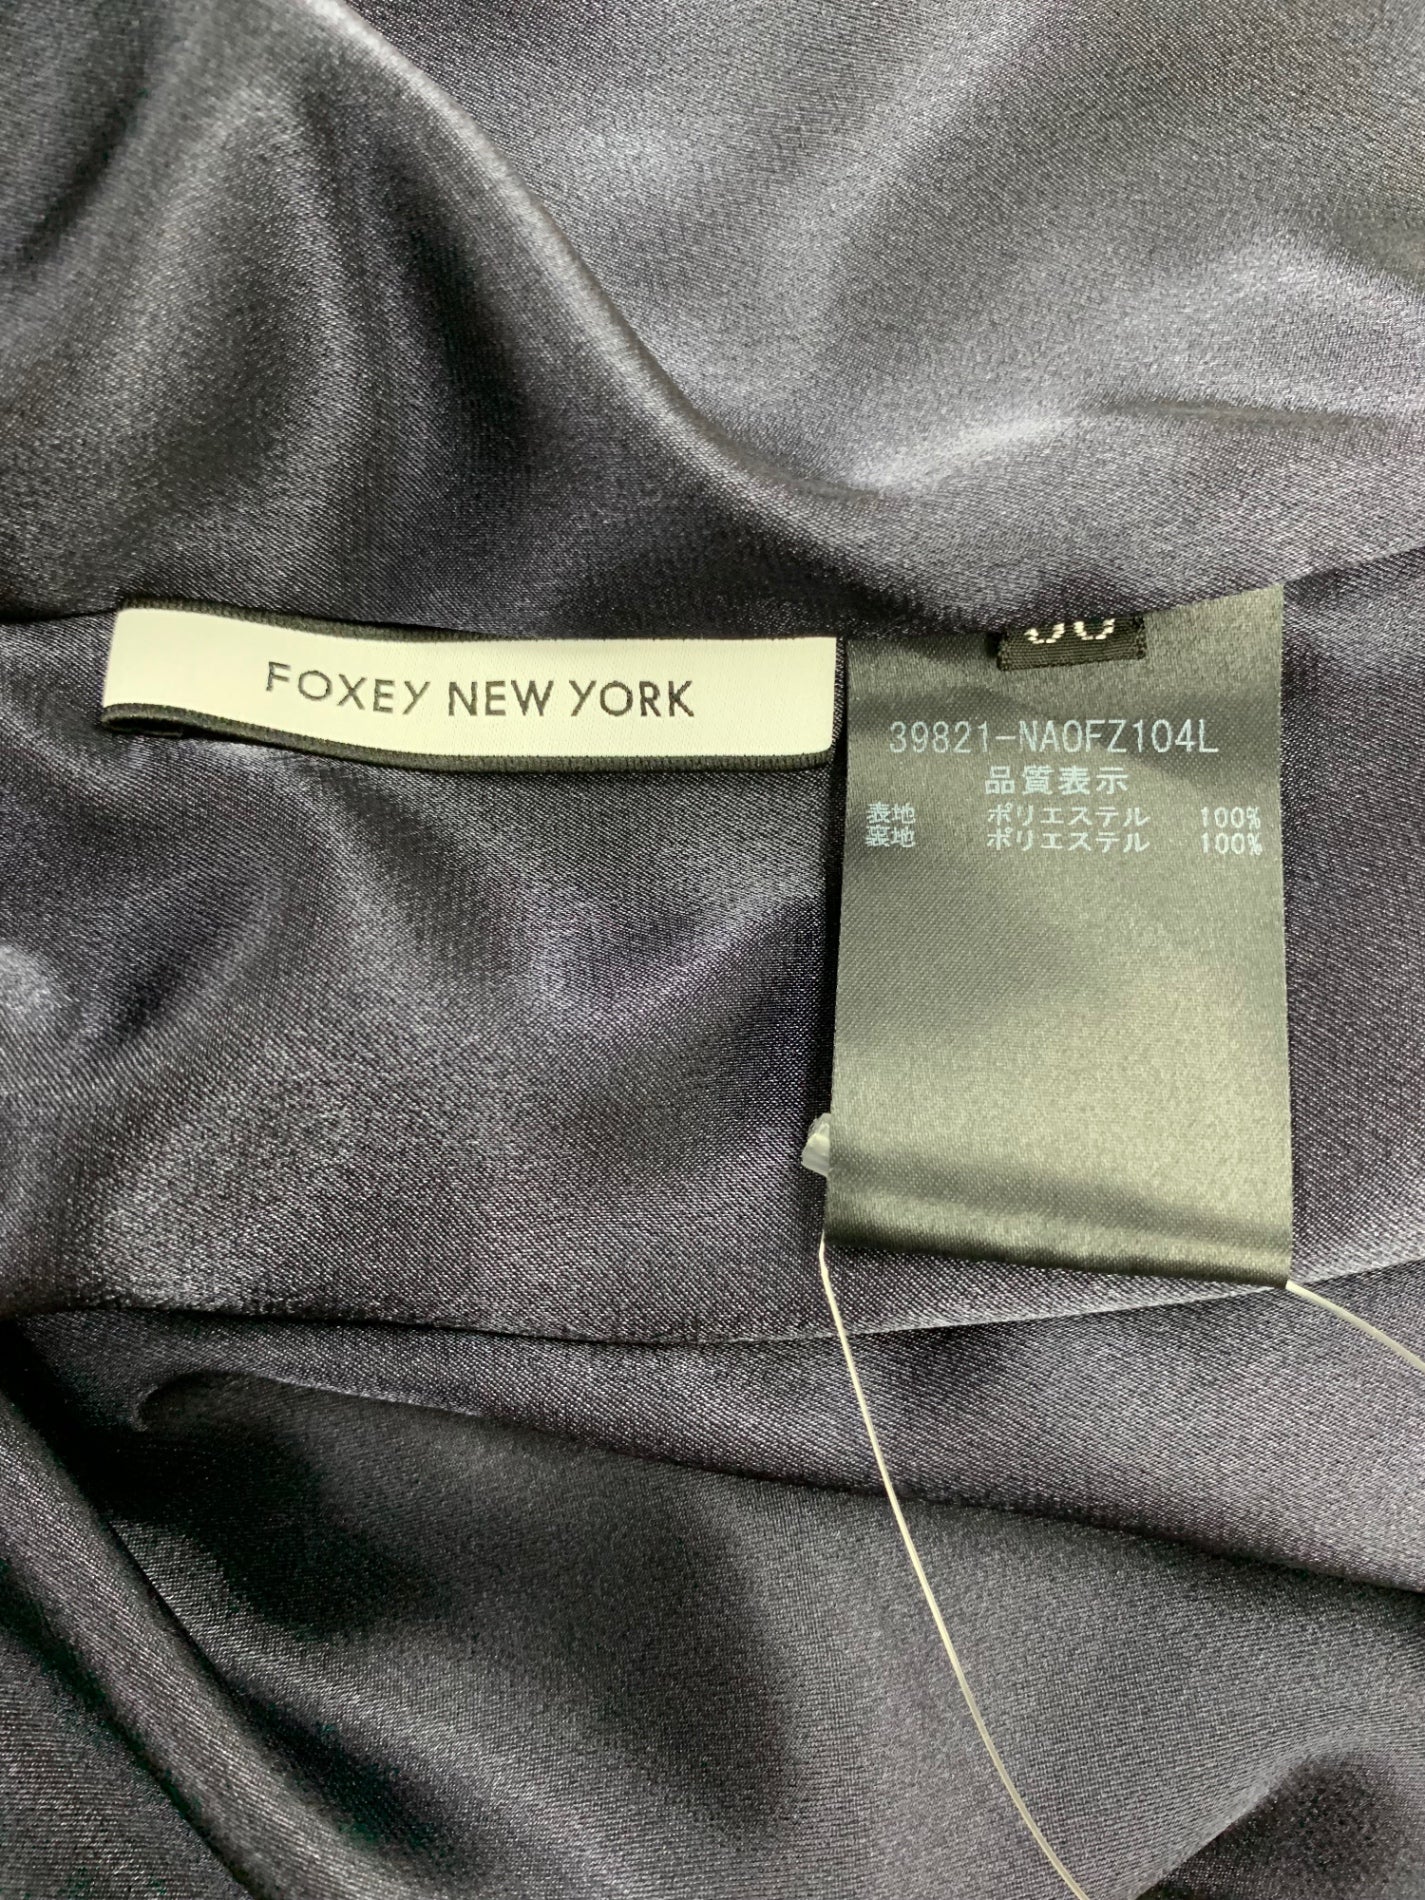 FOXEY NEW YORK
39821-NAOFZ104L
品質表示
表地 ポリエステル 100%
裏地 ポリエステル 100%